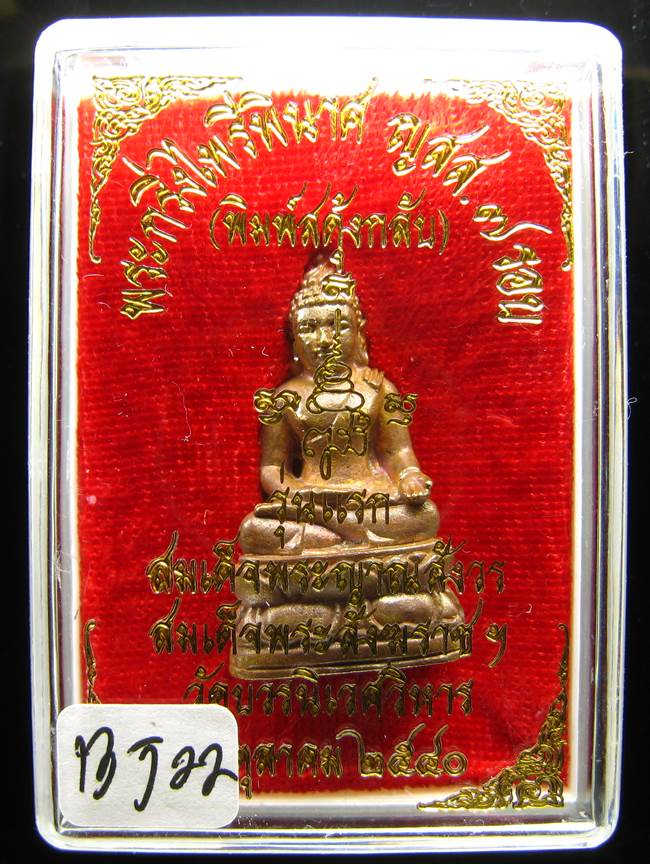 พระกริ่งไพรีพินาศ ญสส. ๗ รอบ
(พิมพ์สดุ้งกลับ)
รุ่นแรก
สมเด็จพระญาณสังวร
สมเด็จพระสังฆราช ฯ
วัดบวรนิเวศวิหาร
ตุลาคม ๒๕๔๐